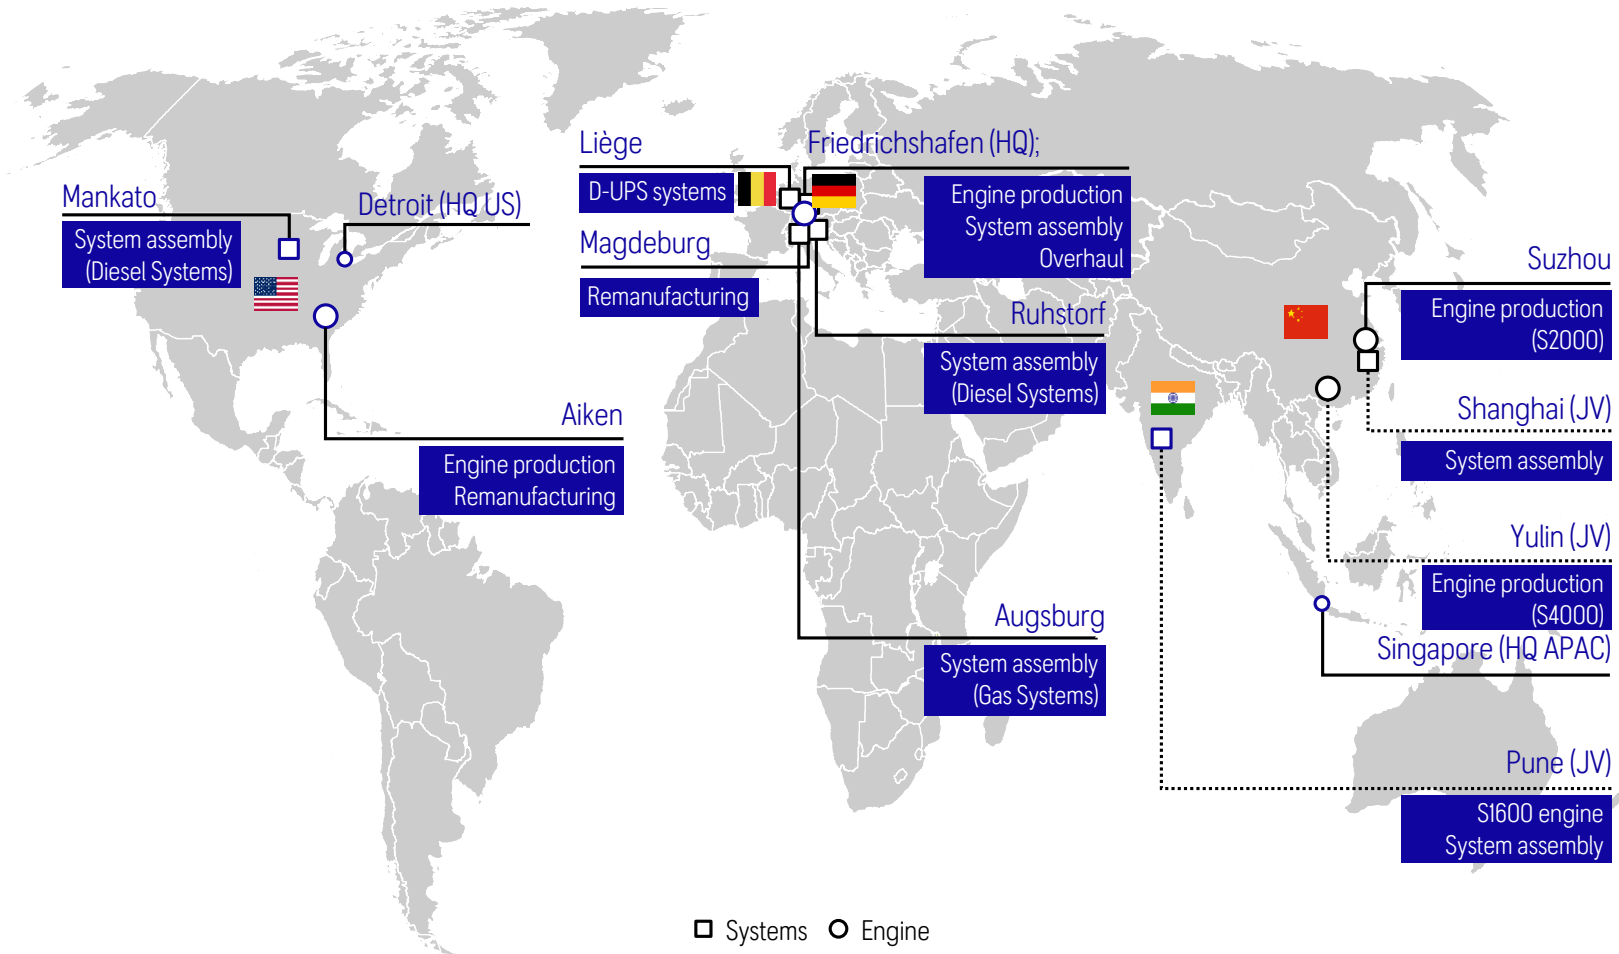 Mankato
System assembly
(Diesel Systems)
Detroit (HQ US)
Aiken
Engine production
Remanufacturing
Liège
D-UPS systems
Magdeburg
Remanufacturing
Friedrichshafen (HQ);
Engine production
System assembly
Overhaul
Ruhstorf
System assembly
(Diesel Systems)
Augsburg
System assembly
(Gas Systems)
Suzhou
Engine production
(S2000)
Shanghai (JV)
System assembly
Yulin (JV)
Engine production
(S4000)
Singapore (HQ APAC)
Pune (JV)
S1600 engine
System assembly
Systems
Engine